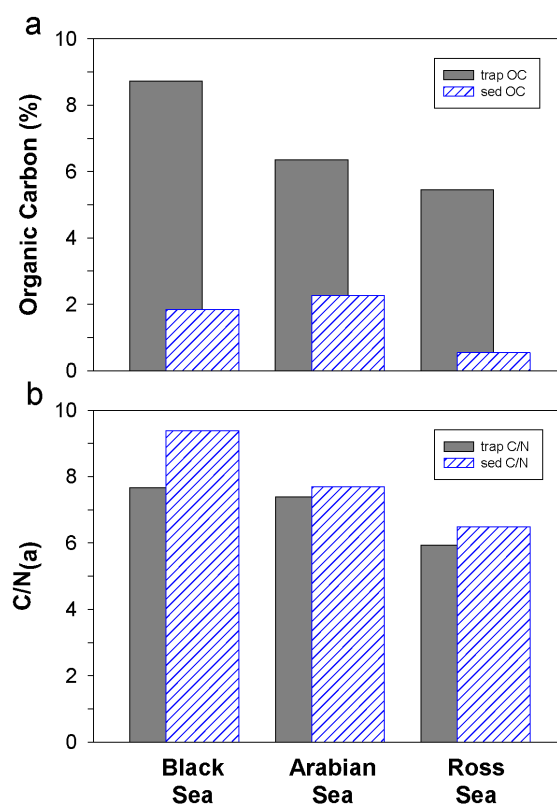 a
10
8
6
4
2
0
Organic Carbon (%)
trap OC
sed OC
b
10
8
6
4
2
0
C/N(a)
trap C/N
sed C/N
Black
Sea
Arabian
Sea
Ross
Sea